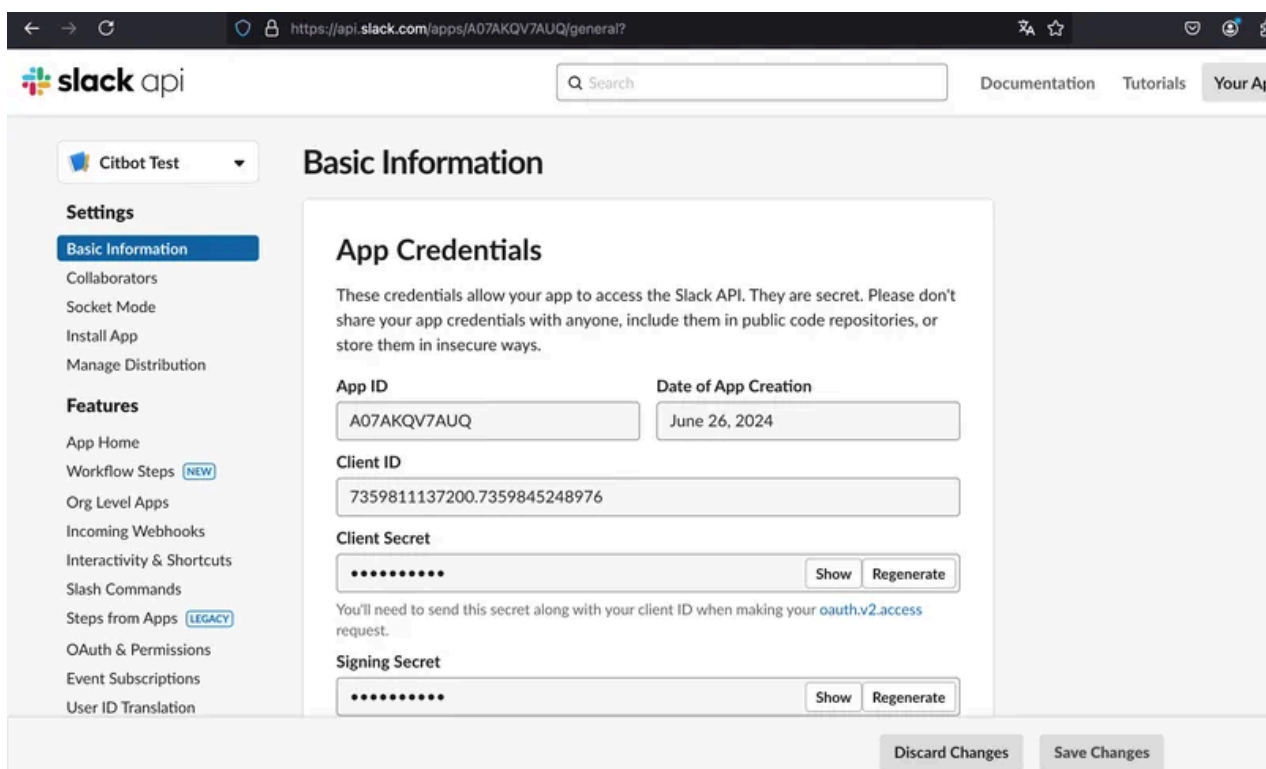 https://api.slack.com/apps/A07AKQV7AUQ/general?
slack api
Search
Documentation
Tutorials
Your Ap
Citbot Test
Settings
Basic Information
Collaborators
Socket Mode
Install App
Manage Distribution
Features
App Home
Workflow Steps NEW
Org Level Apps
Incoming Webhooks
Interactivity & Shortcuts
Slash Commands
Steps from Apps LEGACY
OAuth & Permissions
Event Subscriptions
User ID Translation
Basic Information
App Credentials
These credentials allow your app to access the Slack API. They are secret. Please don't
share your app credentials with anyone, include them in public code repositories, or
store them in insecure ways.
App ID
A07AKQV7AUQ
Date of App Creation
June 26, 2024
Client ID
7359811137200.7359845248976
Client Secret
••••••••••
Show
Regenerate
You'll need to send this secret along with your client ID when making your oauth.v2.access
request.
Signing Secret
••••••••••
Show
Regenerate
Discard Changes
Save Changes